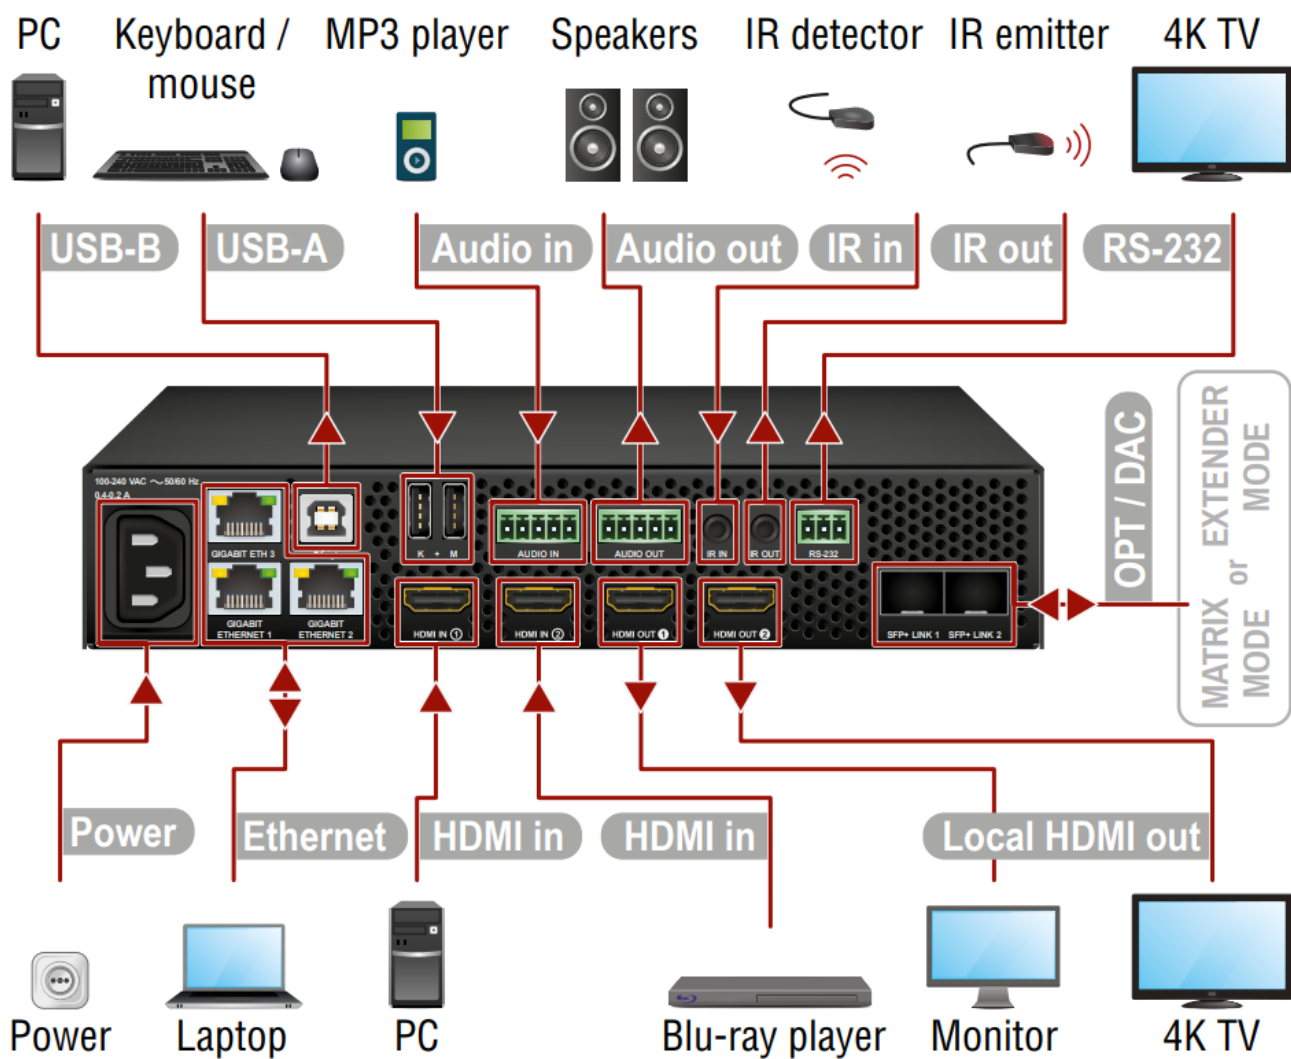 PC
Keyboard /
mouse
MP3 player
Speakers
IR detector
IR emitter
4K TV
USB-B
USB-A
Audio in
Audio out
IR in
IR out
RS-232
OPT / DAC
MATRIX
MODE
or
EXTENDER
MODE
100-240 VAC ～50/60 Hz
0.4-0.2 A
GIGABIT ETH 3
K + M
AUDIO IN
AUDIO OUT
IR IN
IR OUT
RS-232
GIGABIT
ETHERNET 1
GIGABIT
ETHERNET 2
HDMI IN ①
HDMI IN ②
HDMI OUT ❶
HDMI OUT ❷
SFP+ LINK 1
SFP+ LINK 2
Power
Ethernet
HDMI in
HDMI in
Local HDMI out
Power
Laptop
PC
Blu-ray player
Monitor
4K TV